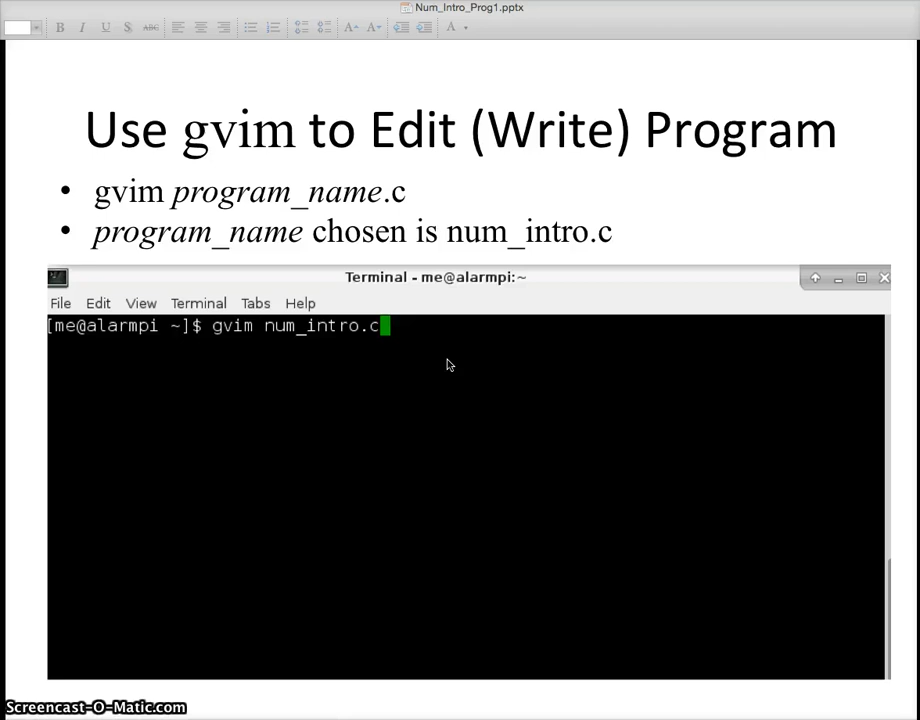 Num_Intro_Prog1.pptx
B I U S ABC A A A
Use gvim to Edit (Write) Program
• gvim program_name.c
• program_name chosen is num_intro.c
Terminal - me@alarmpi:~
File Edit View Terminal Tabs Help
[me@alarmpi ~]$ gvim num_intro.c
Screencast-O-Matic.com